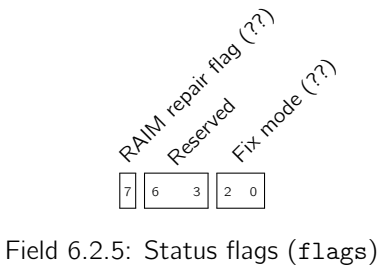 RAIM repair flag (??)
Reserved
Fix mode (??)
7 6 3 2 0
Field 6.2.5: Status flags (flags)